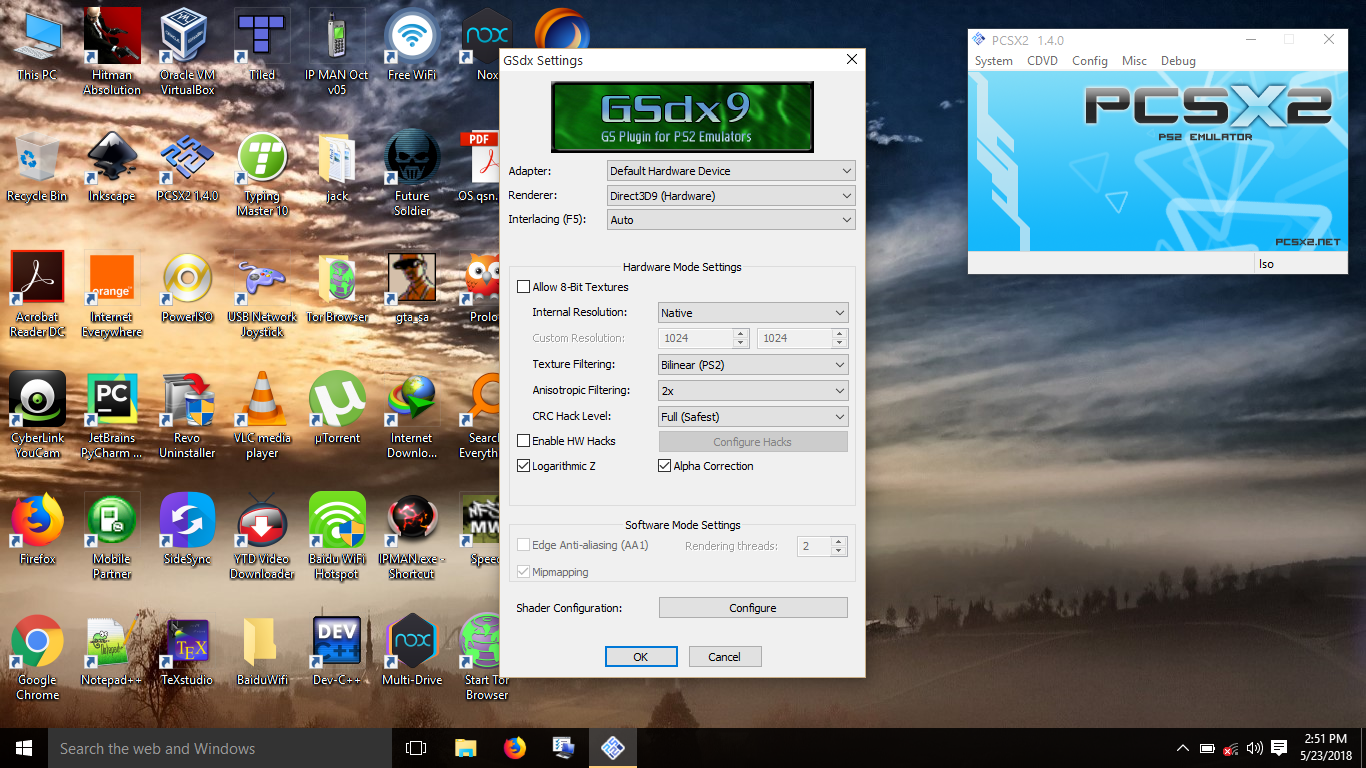 This PC
Hitman
Absolution
Oracle VM
VirtualBox
Tiled
IP MAN Oct
v05
Free WiFi
nox
Nox
Recycle Bin
Inkscape
PCSX2 1.4.0
Typing
Master 10
jack
Future
Soldier
PDF
OS qsn.
Acrobat
Reader DC
orange
Internet
Everywhere
PowerISO
USB Network
Joystick
Tor Browser
gta_sa
Prolo
CyberLink
YouCam
PC
JetBrains
PyCharm ...
Revo
Uninstaller
VLC media
player
µTorrent
Internet
Downlo...
Search
Everyth
Firefox
Mobile
Partner
SideSync
YTD Video
Downloader
Baidu WiFi
Hotspot
IPMAN.exe -
Shortcut
NFS
MW
Speed
Google
Chrome
Notepad++
TEX
TeXstudio
BaiduWifi
DEV
Dev-C++
nox
Multi-Drive
Start Tor
Browser
GSdx Settings
GSdx9
GS Plugin for PS2 Emulators
Adapter: Default Hardware Device
Renderer: Direct3D9 (Hardware)
Interlacing (F5): Auto
Hardware Mode Settings
Allow 8-Bit Textures
Internal Resolution: Native
Custom Resolution: 1024 1024
Texture Filtering: Bilinear (PS2)
Anisotropic Filtering: 2x
CRC Hack Level: Full (Safest)
Enable HW Hacks Configure Hacks
Logarithmic Z Alpha Correction
Software Mode Settings
Edge Anti-aliasing (AA1) Rendering threads: 2
Mipmapping
Shader Configuration: Configure
OK Cancel
PCSX2 1.4.0
System CDVD Config Misc Debug
PCSX2
PS2 EMULATOR
PCSX2.NET
Iso
Search the web and Windows
2:51 PM
5/23/2018